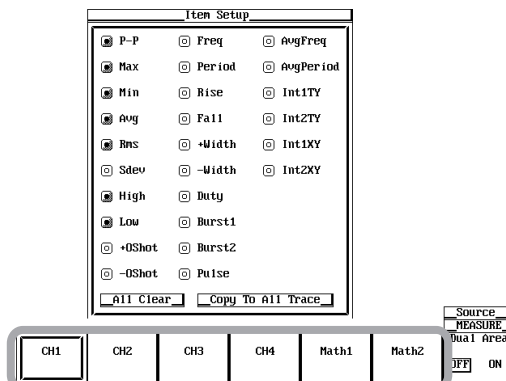 Item Setup
P-P Freq AvgFreq
Max Period AvgPeriod
Min Rise Int1TY
Avg Fall Int2TY
Rms +Width Int1XY
Sdev -Width Int2XY
High Duty
Low Burst1
+OShot Burst2
-OShot Pulse
All Clear Copy To All Trace
Source
MEASURE
Dual Area
OFF ON
CH1 CH2 CH3 CH4 Math1 Math2